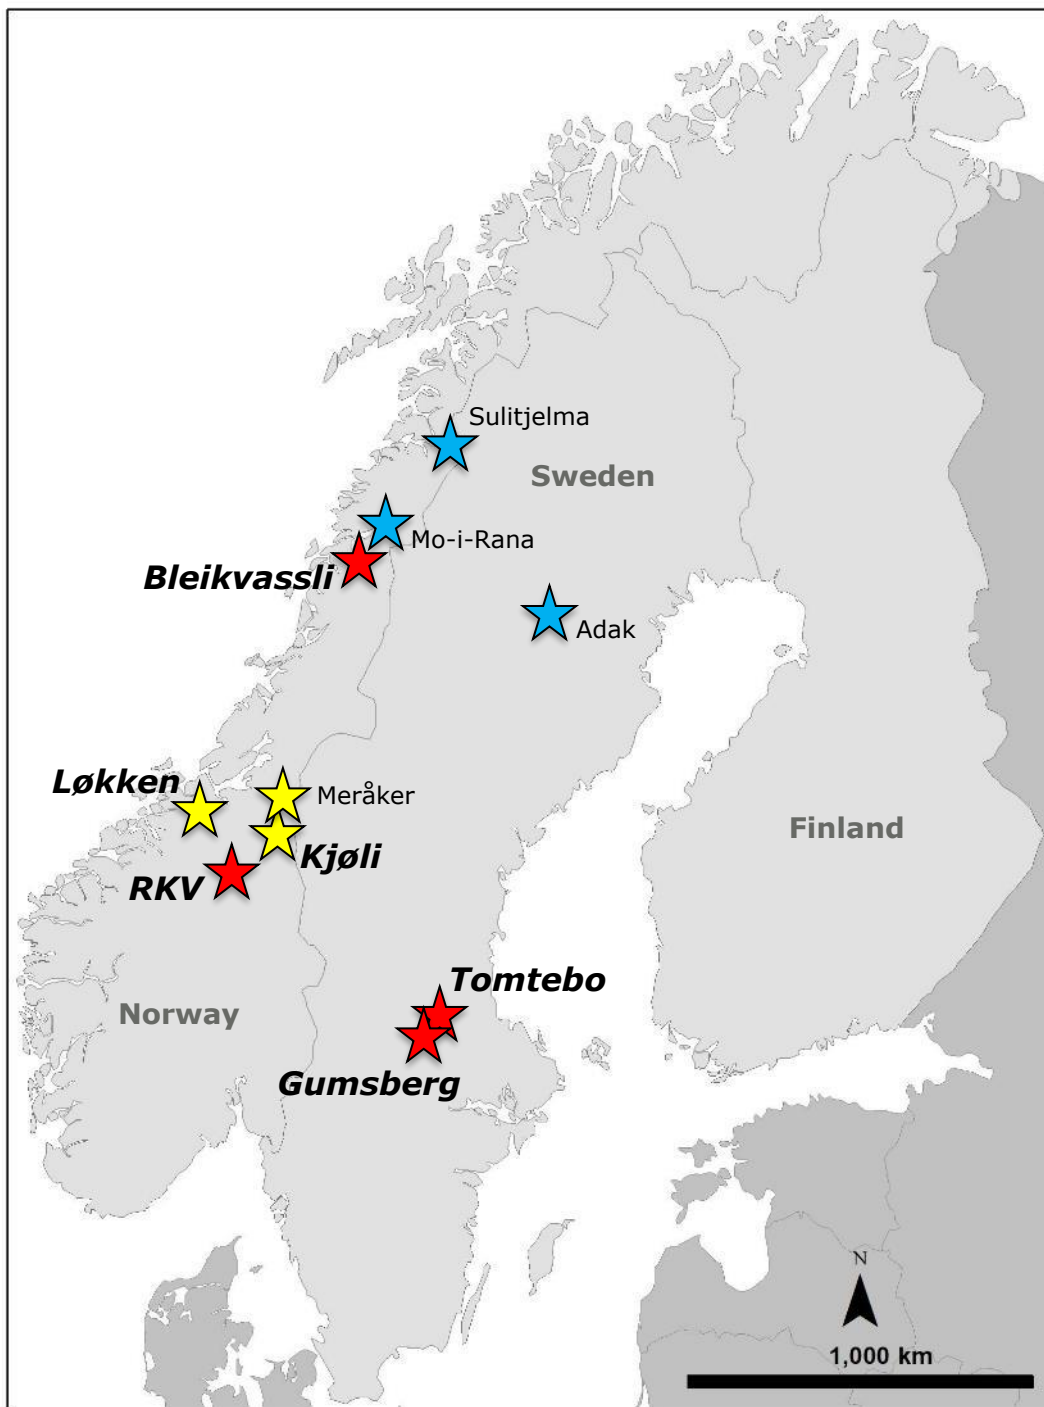 Sulitjelma
Sweden
Mo-i-Rana
Bleikvassli
Adak
Løkken
Meråker
Finland
Kjøli
RKV
Tomtebo
Norway
Gumsberg
N
1,000 km